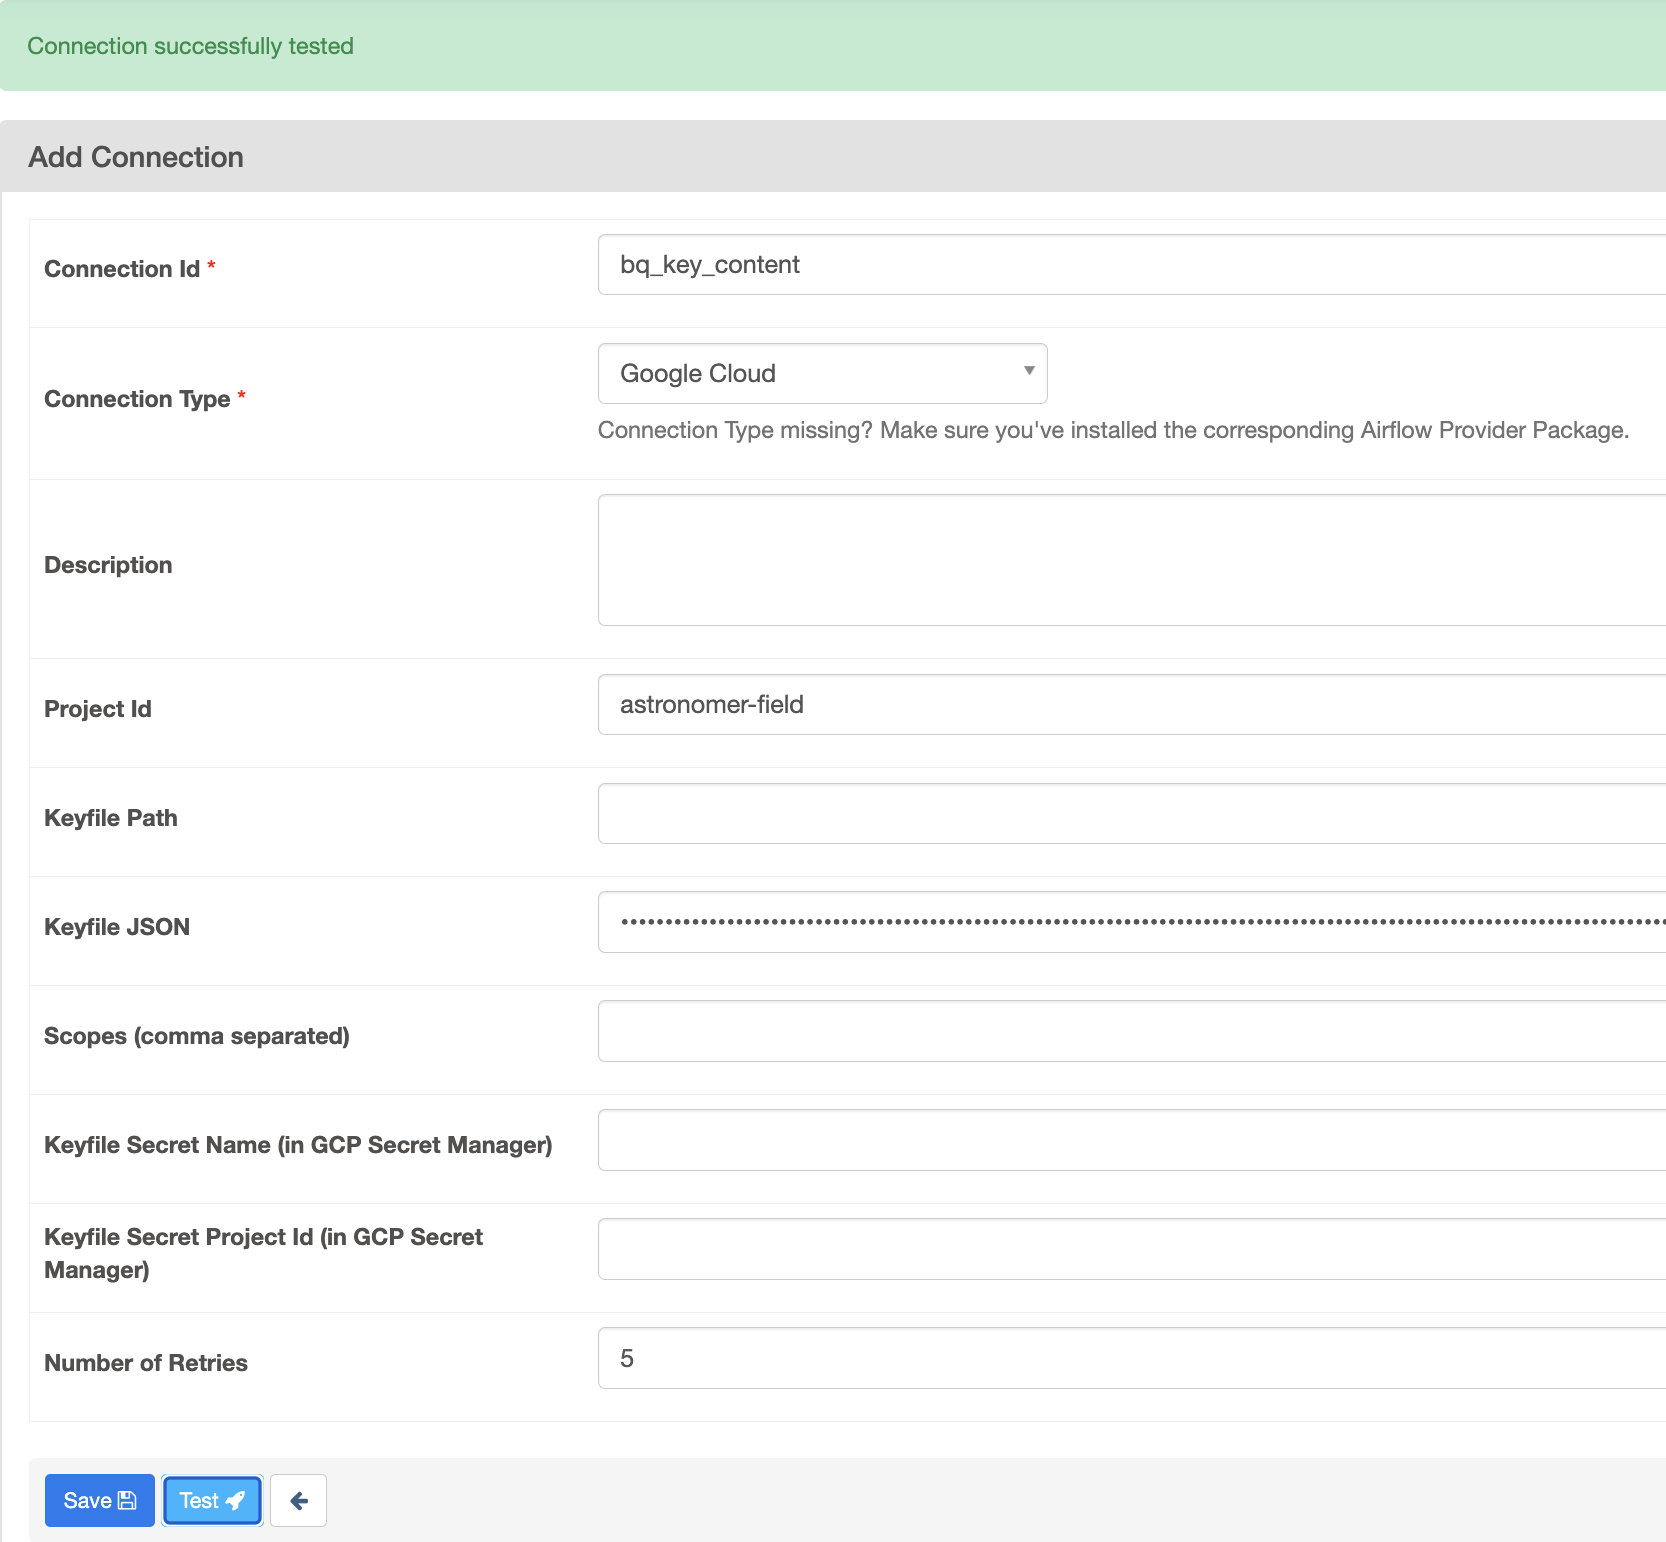 Connection successfully tested
Add Connection
Connection Id *
bq_key_content
Connection Type *
Google Cloud
Connection Type missing? Make sure you've installed the corresponding Airflow Provider Package.
Description
Project Id
astronomer-field
Keyfile Path
Keyfile JSON
Scopes (comma separated)
Keyfile Secret Name (in GCP Secret Manager)
Keyfile Secret Project Id (in GCP Secret
Manager)
Number of Retries
5
Save
Test